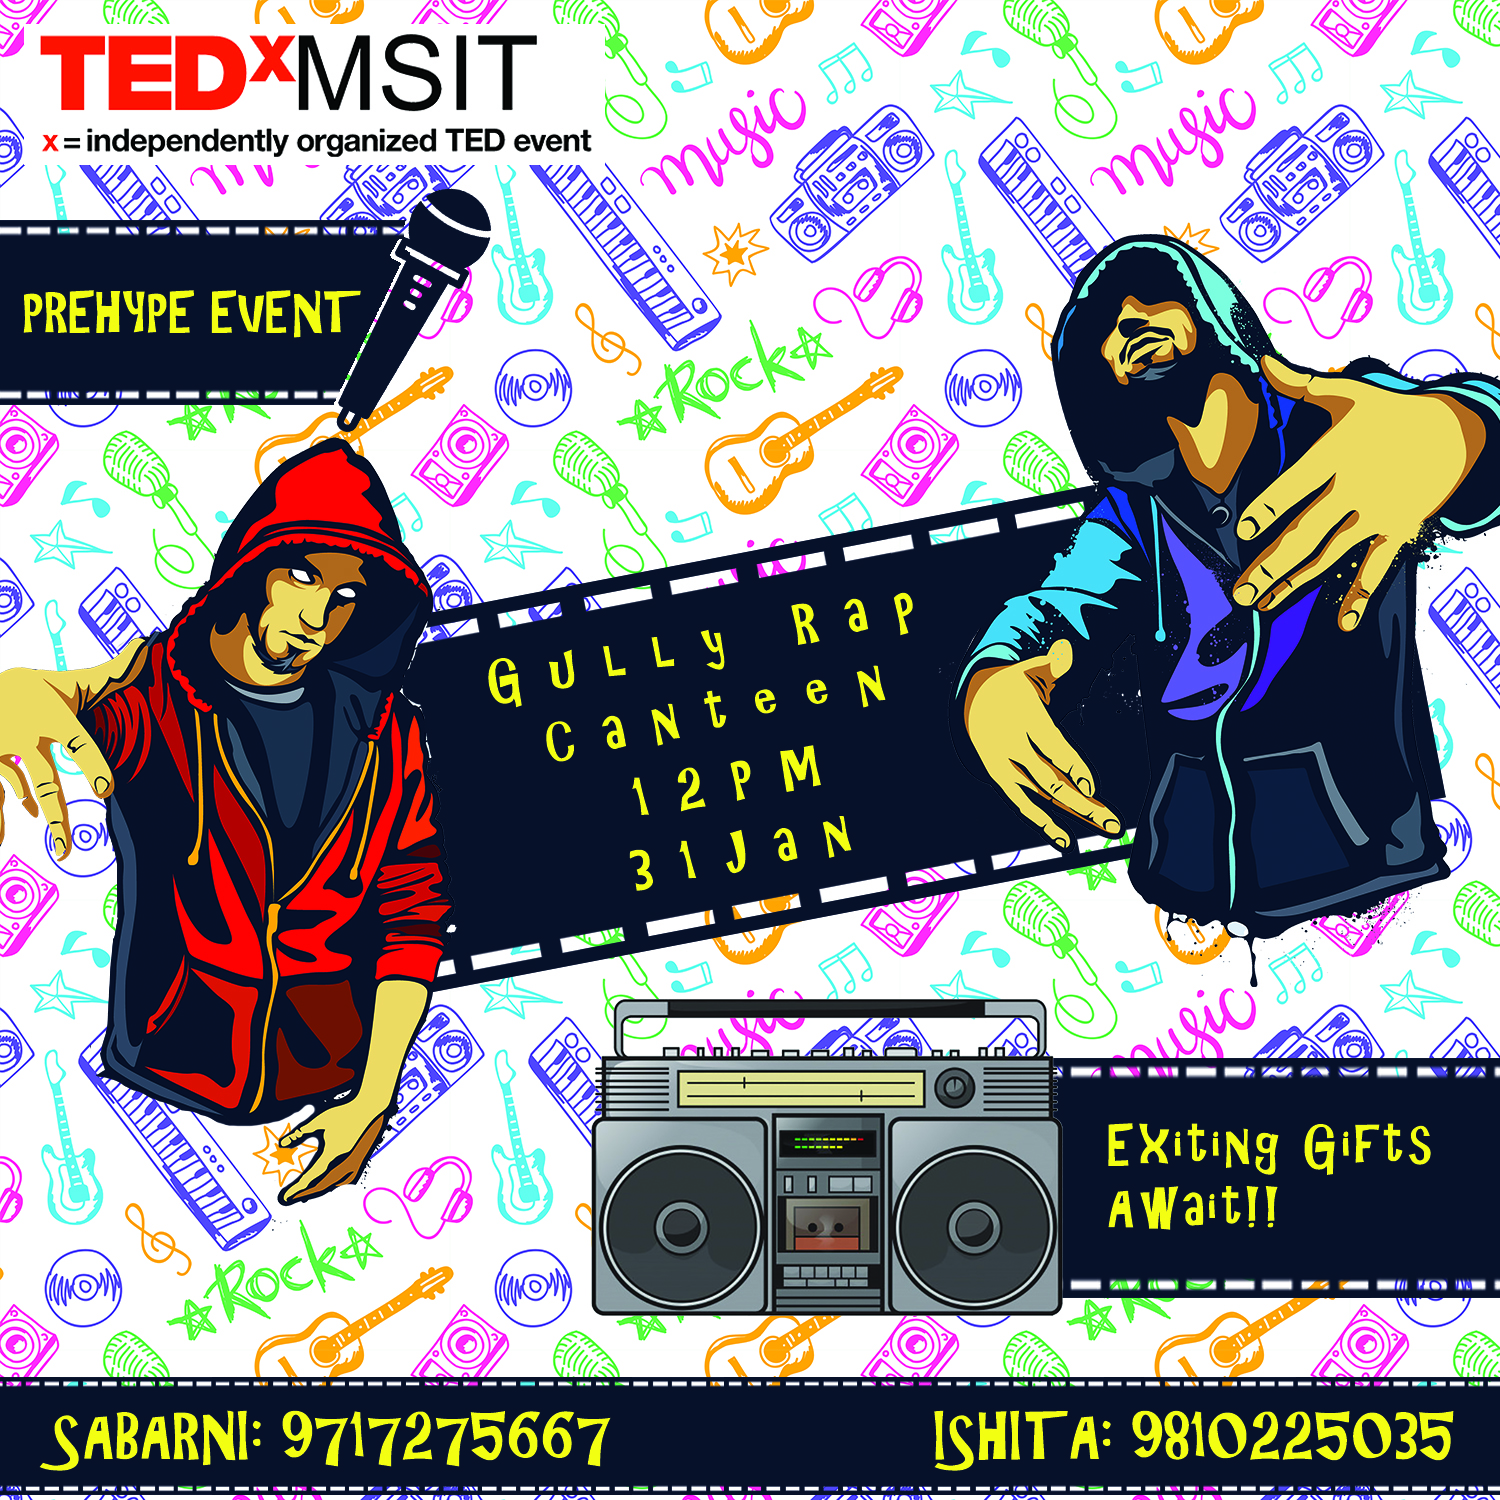 TEDxMSIT
x = independently organized TED event
PREHYPE EVENT
Gully Rap
Canteen
12PM
31Jan
EXiting Gifts
AWait!!
SABARNI: 9717275667
ISHITA: 9810225035
music
music
Rock
music
music
Rock